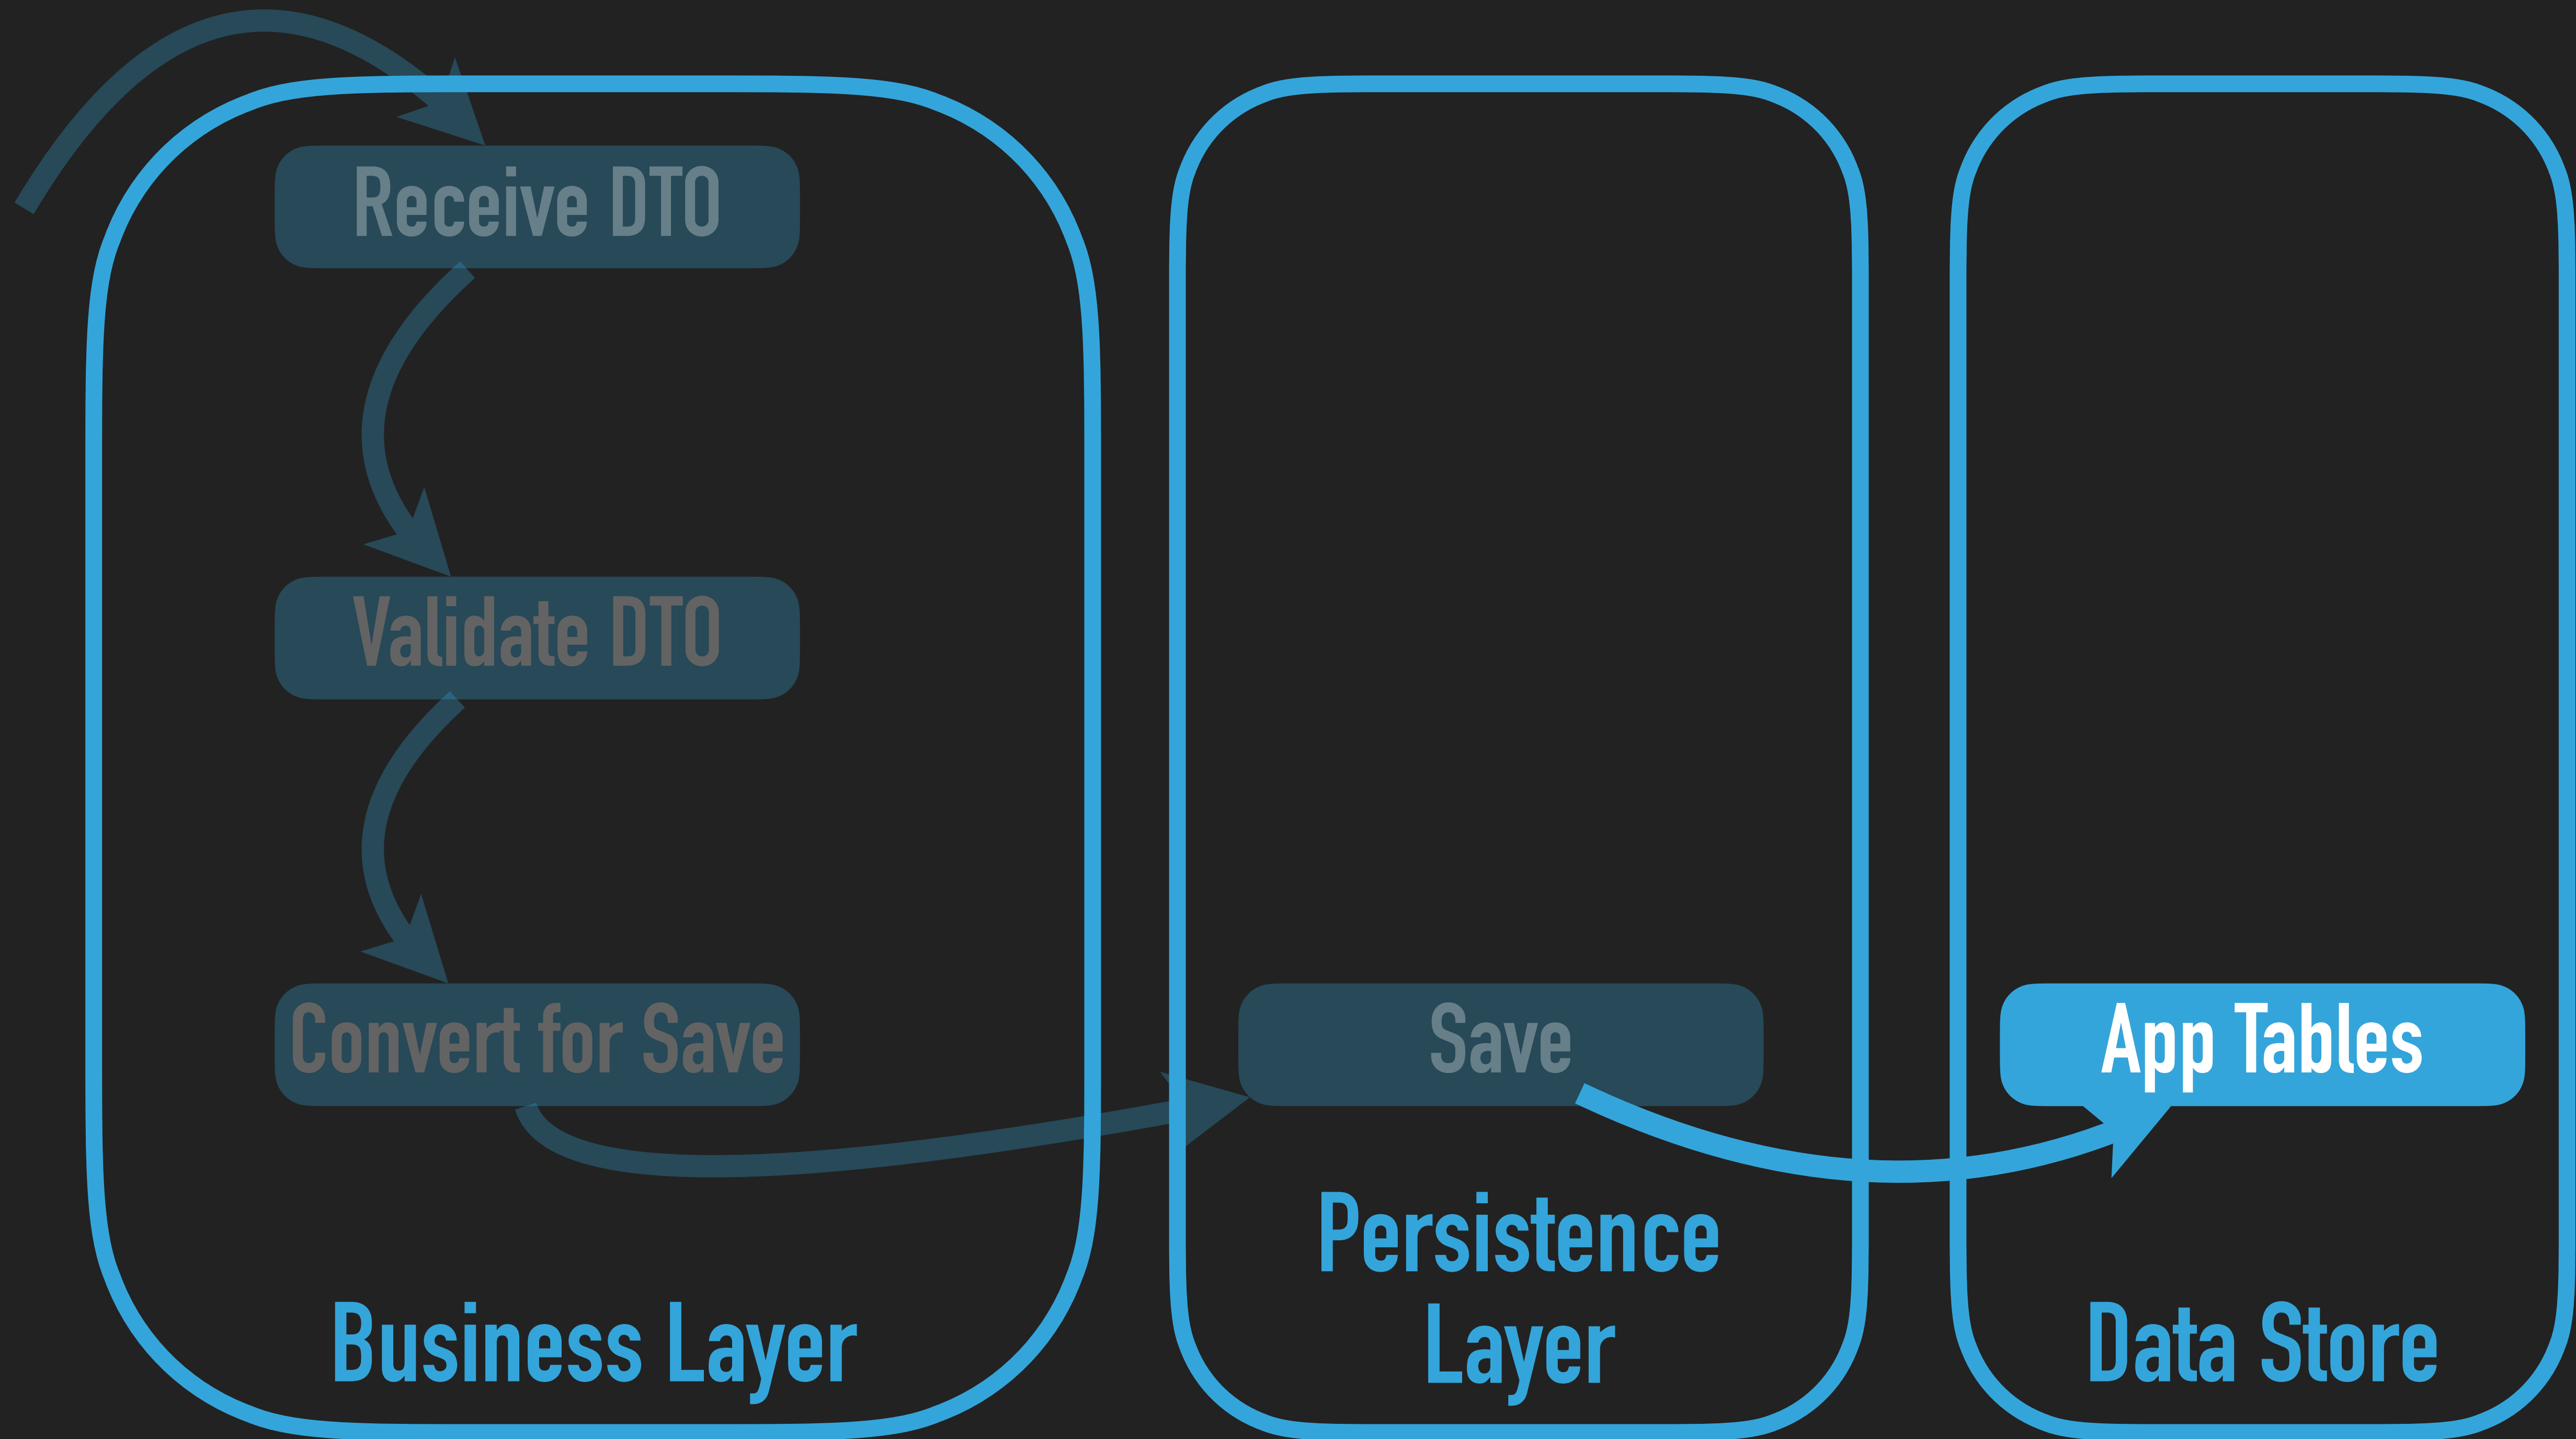 Receive DTO
Validate DTO
Convert for Save
Business Layer
Save
Persistence
Layer
App Tables
Data Store